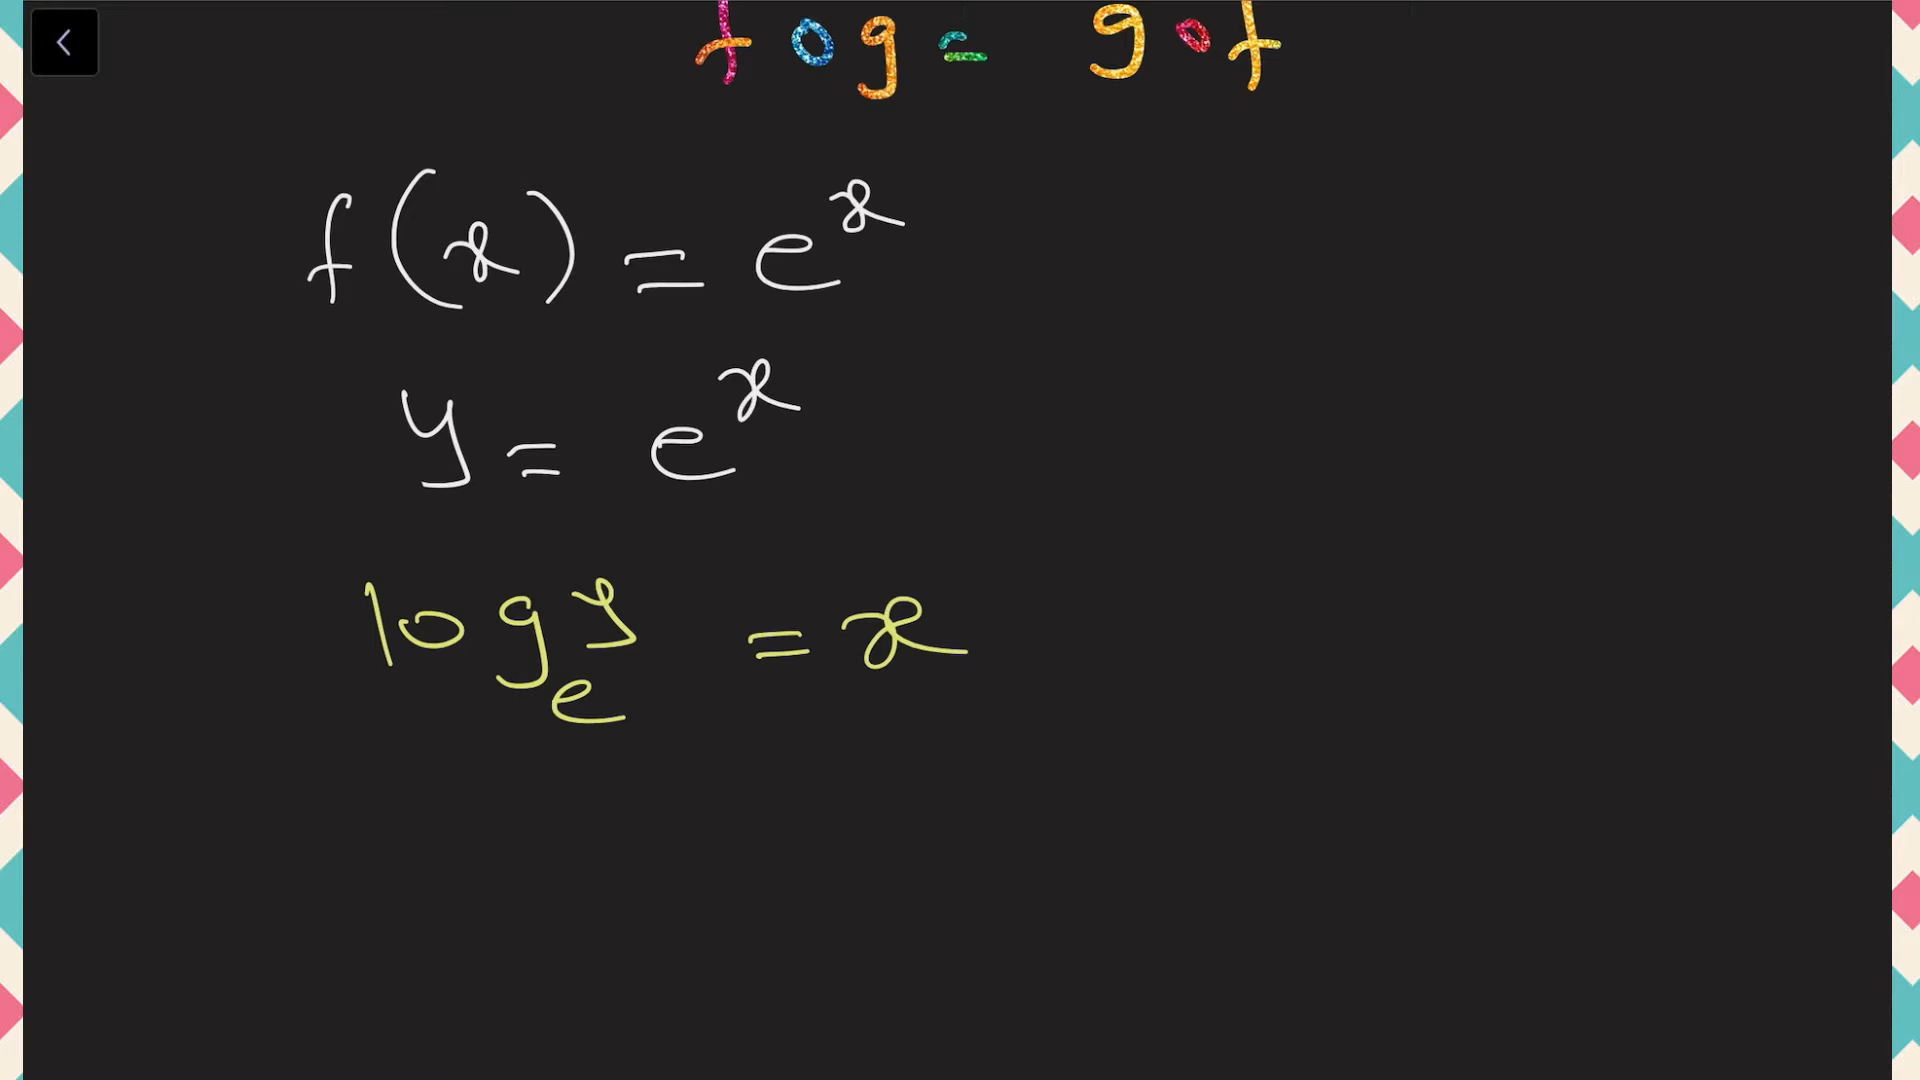 fog = gof
f(x) = e^x
y = e^x
log_e y = x